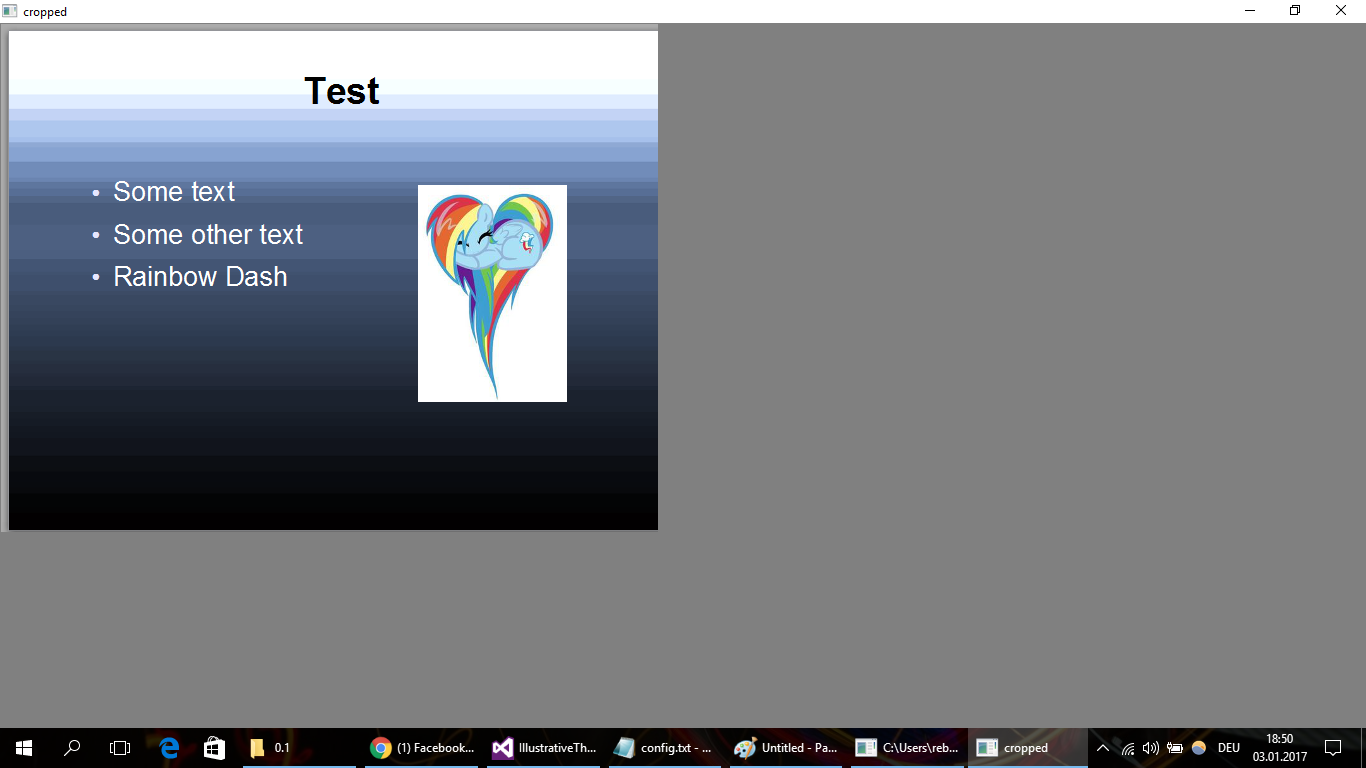 cropped
Test
• Some text
• Some other text
• Rainbow Dash
0.1
(1) Facebook...
IllustrativeTh...
config.txt - ...
Untitled - Pa...
C:\Users\reb...
cropped
DEU
18:50
03.01.2017